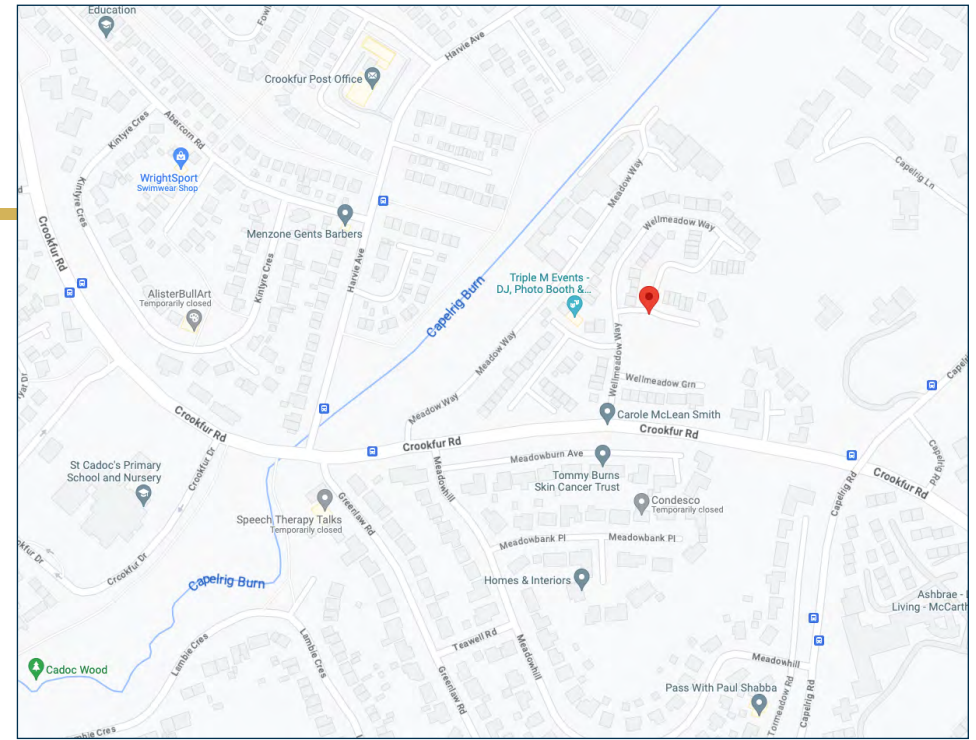 Education
Harvie Ave
Crookfur Post Office
Kintyre Cres
Abercorn Rd
WrightSport
Swimwear Shop
Kintyre Cres
Capelrig Ln
Meadow Way
Wellmeadow Way
Menzone Gents Barbers
Crookfur Rd
Harvie Ave
Kintyre Cres
Triple M Events -
DJ, Photo Booth &...
AlisterBullArt
Temporarily closed
Capelrig Burn
Meadow Way
Wellmeadow Way
Wellmeadow Grn
Meadow Way
Carole McLean Smith
Crookfur Rd
Crookfur Rd
Crookfur Rd
Meadowburn Ave
Tommy Burns
Skin Cancer Trust
St Cadoc's Primary
School and Nursery
Crookfur Dr
Meadowhill
Capelrig Rd
Capelrig Rd
Crookfur Rd
Condesco
Temporarily closed
Speech Therapy Talks
Temporarily closed
Greenlaw Rd
Meadowbank Pl
Meadowbank Pl
Crookfur Dr
Capelrig Burn
Homes & Interiors
Ashbrae -
Living - McCarth
Lambie Cres
Lambie Cres
Teawell Rd
Meadowhill
Meadowhill
Cadoc Wood
Greenlaw Rd
Pass With Paul Shabba
Tormeadow Rd
Capelrig Rd